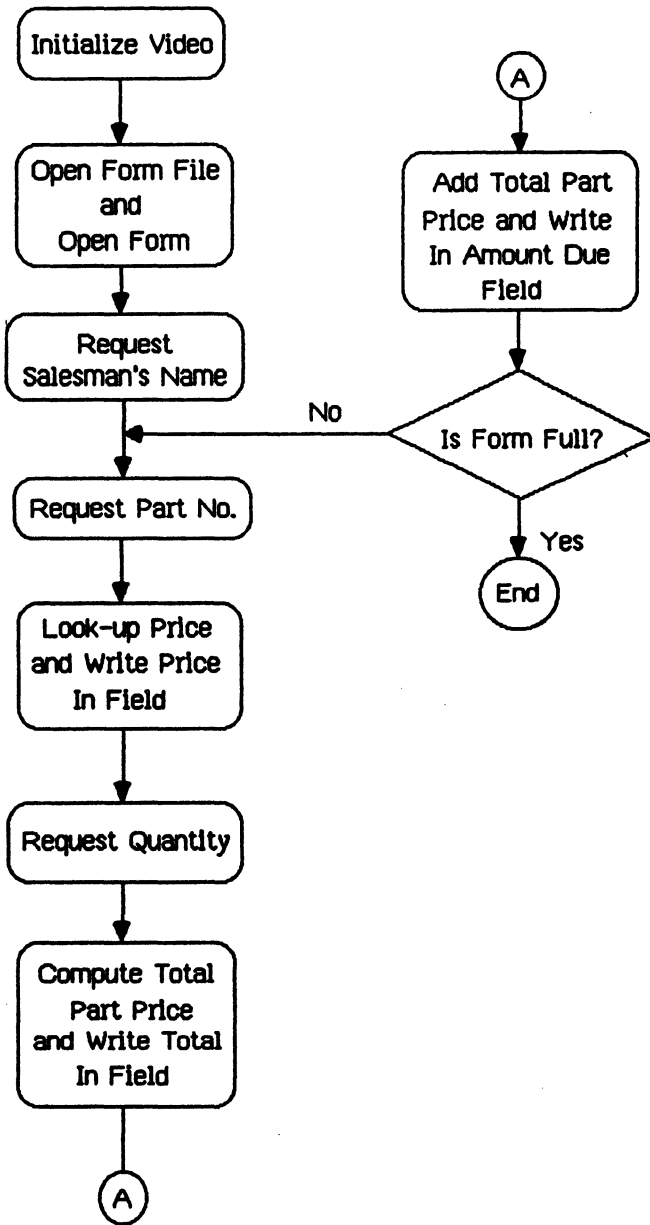 Initialize Video
Open Form File
and
Open Form
Request
Salesman's Name
Request Part No.
Look-up Price
and Write Price
In Field
Request Quantity
Compute Total
Part Price
and Write Total
In Field
A
A
Add Total Part
Price and Write
In Amount Due
Field
Is Form Full?
No
Yes
End